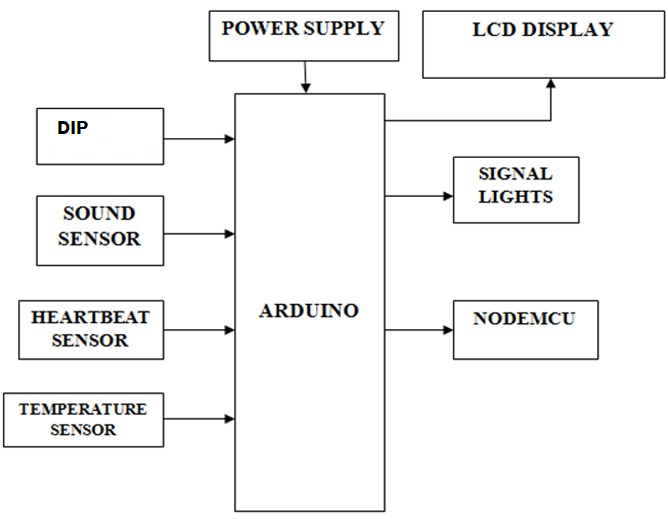 POWER SUPPLY
LCD DISPLAY
DIP
SOUND
SENSOR
HEARTBEAT
SENSOR
TEMPERATURE
SENSOR
ARDUINO
SIGNAL
LIGHTS
NODEMCU